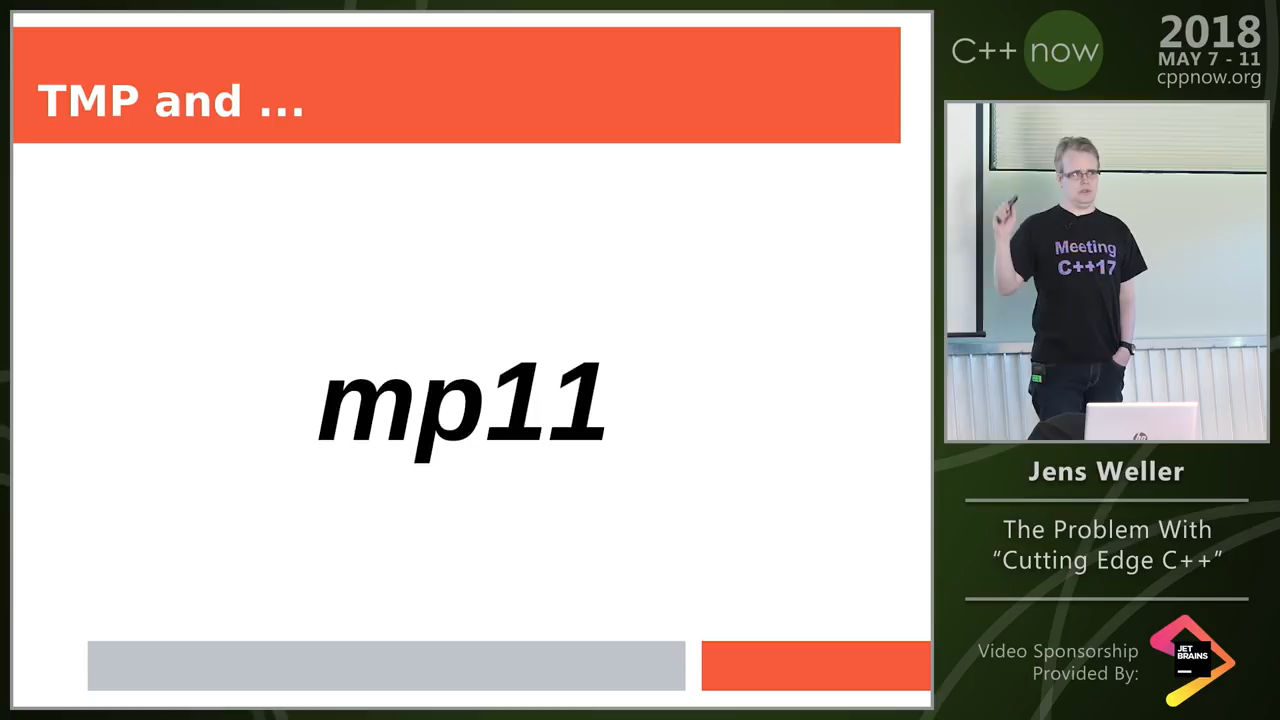 TMP and ...
mp11
C++ now
2018
MAY 7 - 11
cppnow.org
Meeting
C++17
hp
Jens Weller
The Problem With
“Cutting Edge C++”
Video Sponsorship
Provided By:
JET
BRAINS